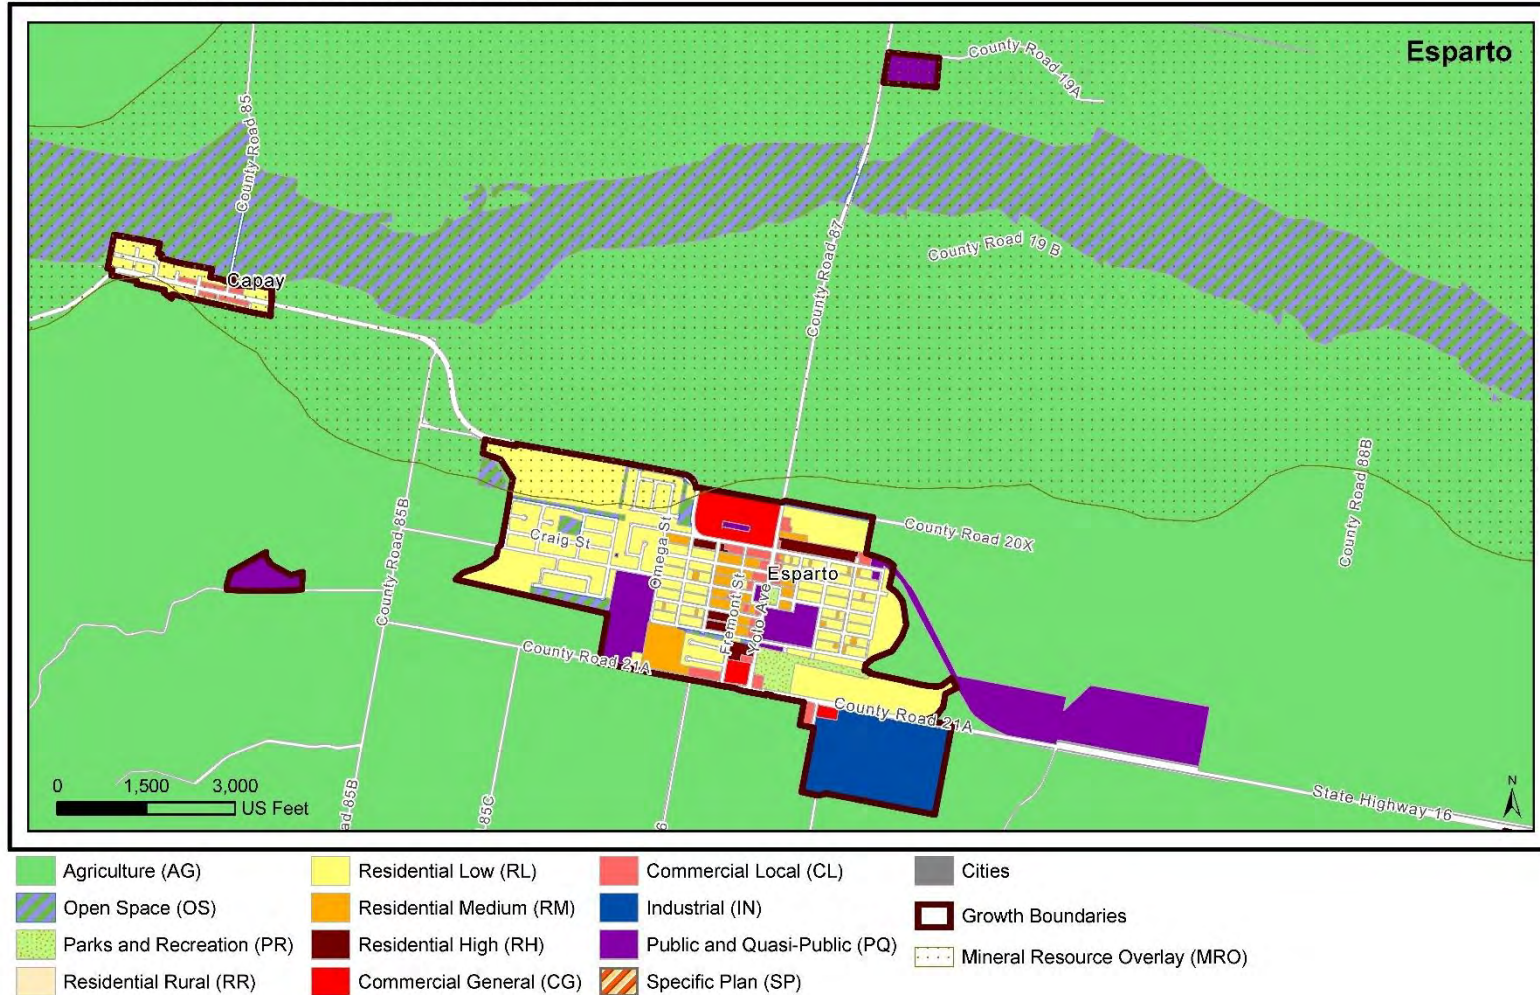 Esparto
County Road 19A
County Road 85
County Road 87
County Road 19 B
Capay
County Road 88B
County Road 85B
County Road 20X
Craig St
Omega St
Esparto
Fremont St
Yolo Ave
County Road 21A
County Road 21A
State Highway 16
ad 85B
85C
6
0 1,500 3,000
US Feet
N
Agriculture (AG)
Open Space (OS)
Parks and Recreation (PR)
Residential Rural (RR)
Residential Low (RL)
Residential Medium (RM)
Residential High (RH)
Commercial General (CG)
Commercial Local (CL)
Industrial (IN)
Public and Quasi-Public (PQ)
Specific Plan (SP)
Cities
Growth Boundaries
Mineral Resource Overlay (MRO)